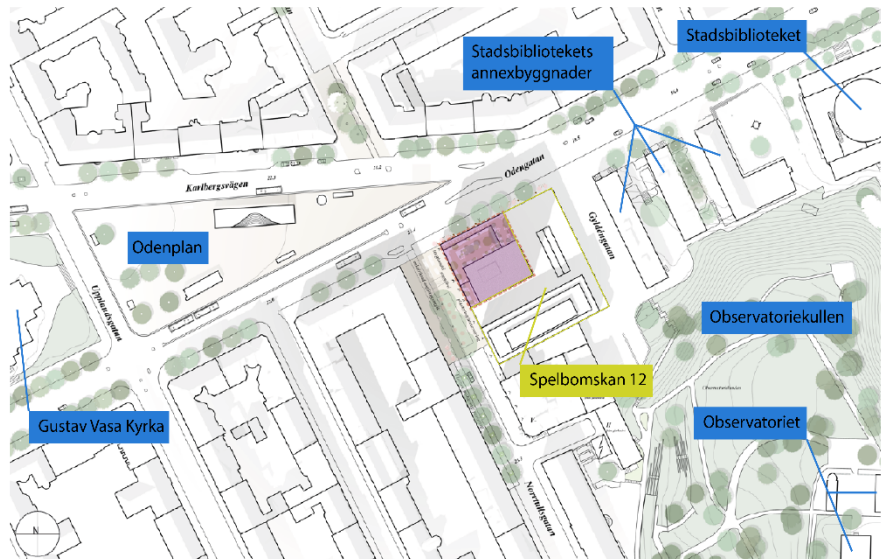 Stadsbiblioteket
Stadsbibliotekets
annexbyggnader
Karlbergsvägen
Odengatan
Odenplan
Gyldéngatan
Upplandsgatan
Observatoriekullen
Spelbomskan 12
Gustav Vasa Kyrka
Observatoriet
Norrtullsgatan
N